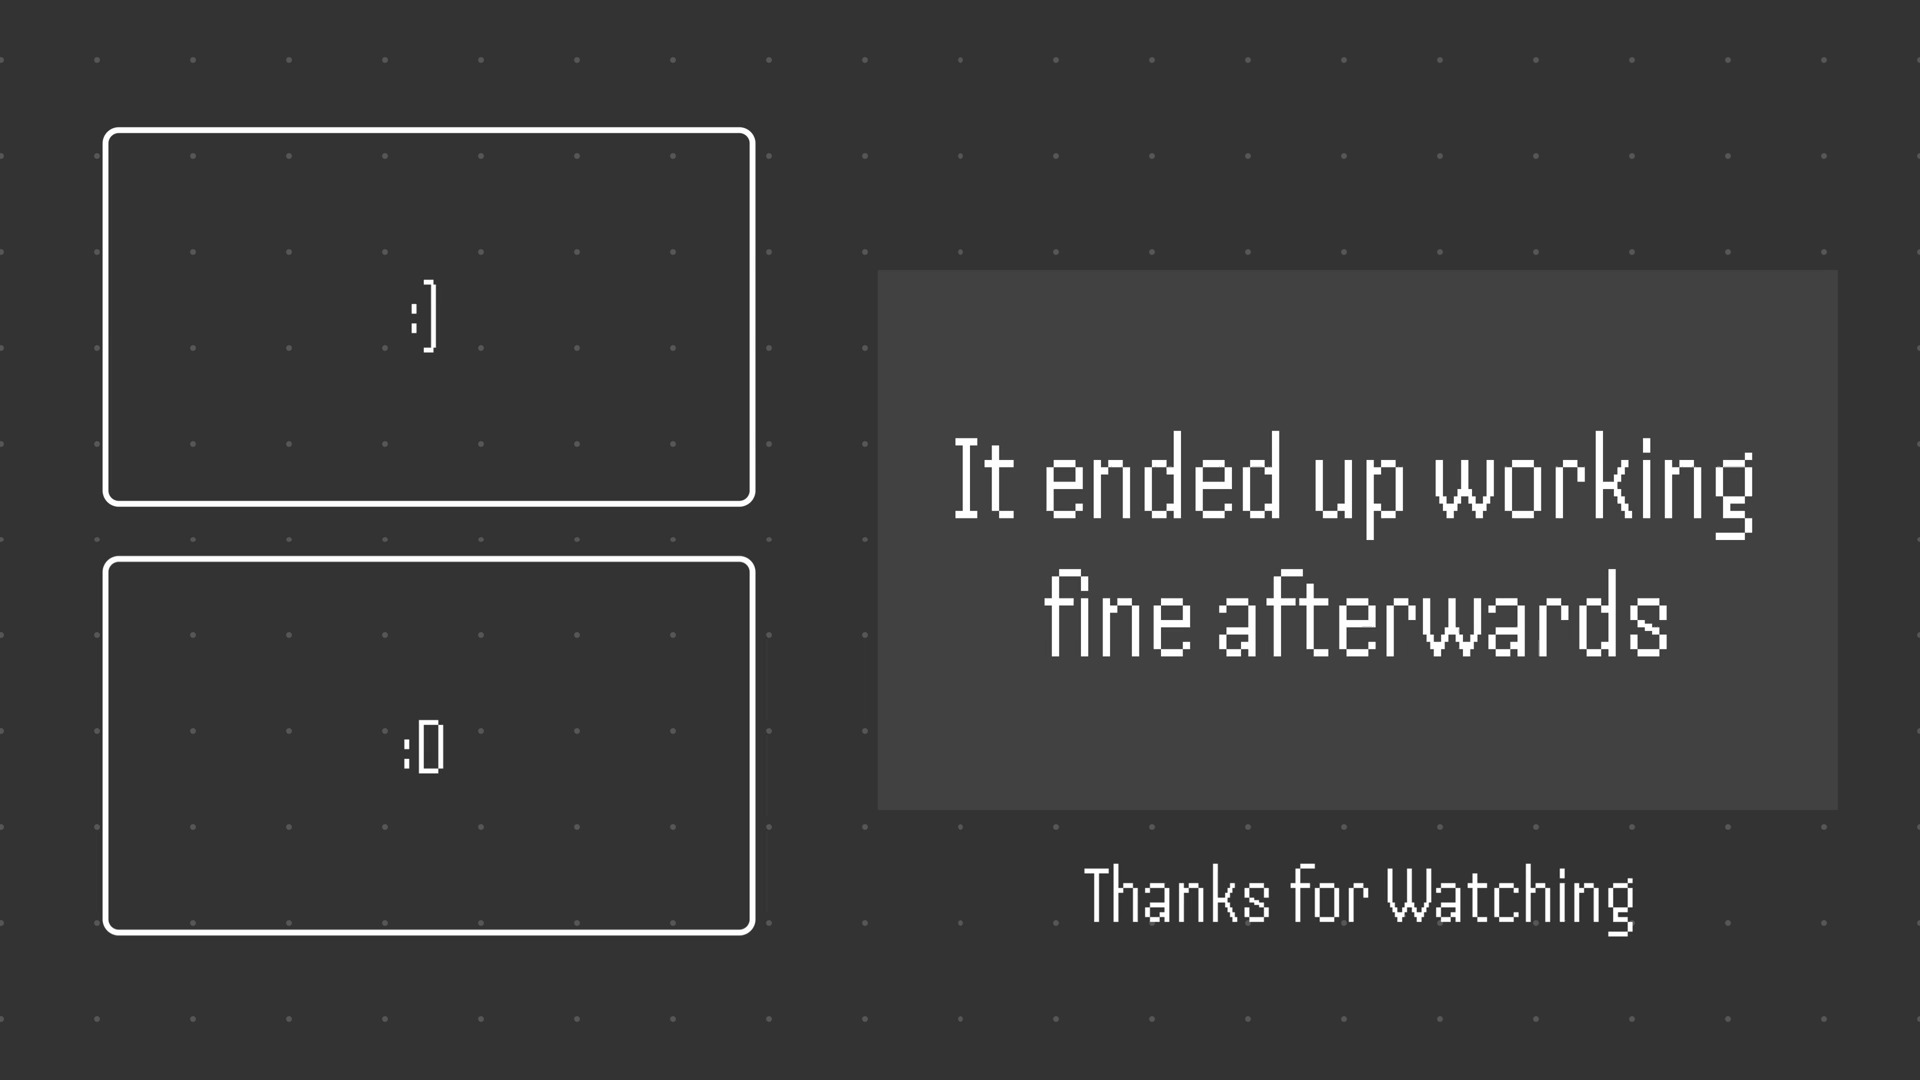 :]
:D
It ended up working
fine afterwards
Thanks for Watching